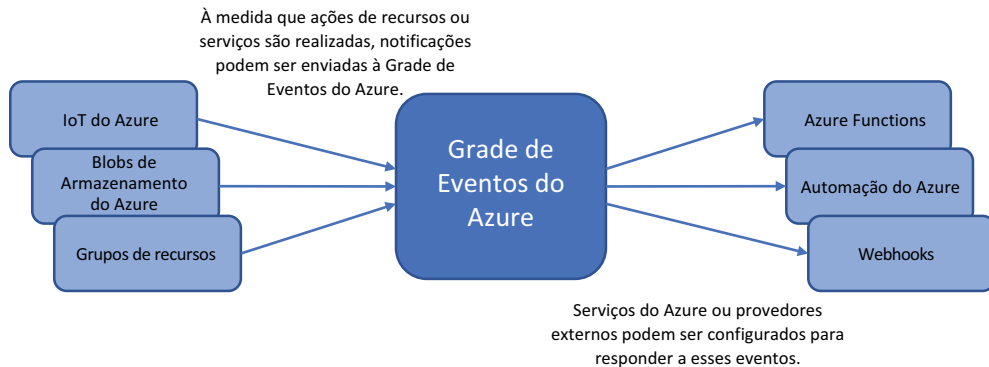 À medida que ações de recursos ou
serviços são realizadas, notificações
podem ser enviadas à Grade de
Eventos do Azure.
IoT do Azure
Blobs de
Armazenamento
do Azure
Grupos de recursos
Grade de
Eventos do
Azure
Azure Functions
Automação do Azure
Webhooks
Serviços do Azure ou provedores
externos podem ser configurados para
responder a esses eventos.